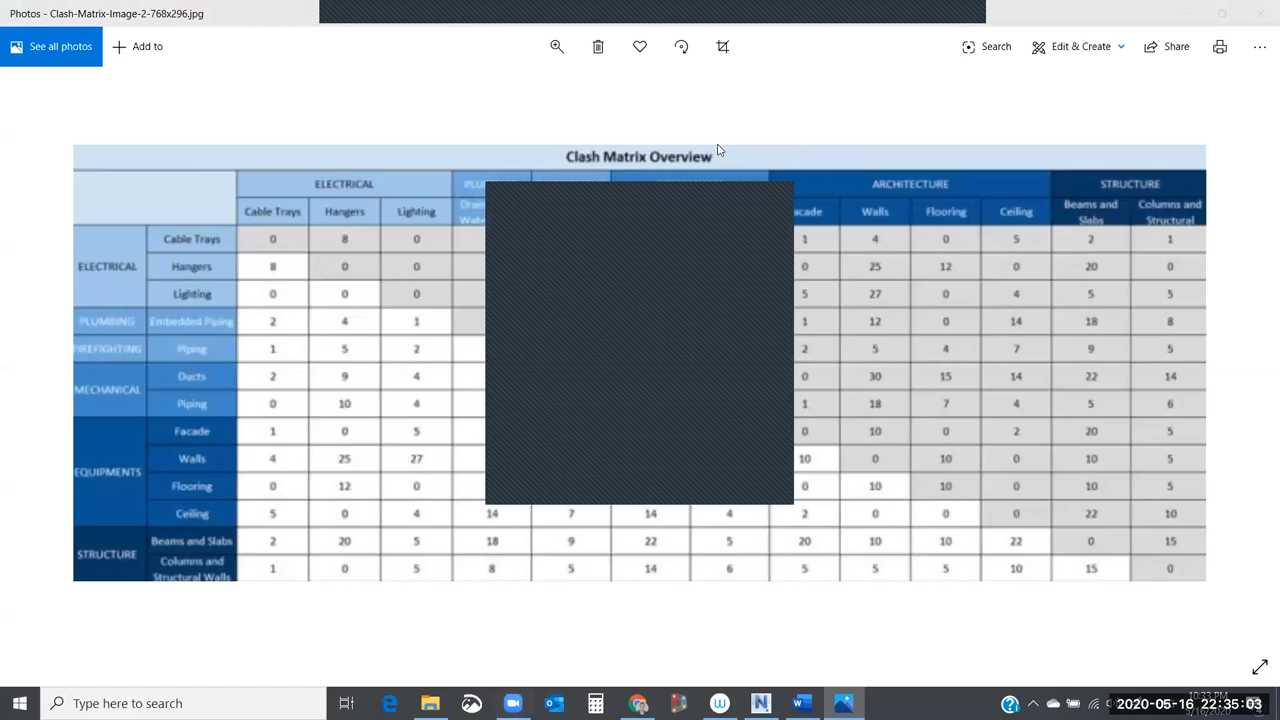 Photos - Clash-Matrix-Image-2-768x296.jpg
See all photos
Add to
Search
Edit & Create
Share
Clash Matrix Overview
ELECTRICAL PLU ARCHITECTURE STRUCTURE
Cable Trays Hangers Lighting Drain Wate acade Walls Flooring Ceiling Beams and Slabs Columns and Structural
ELECTRICAL Cable Trays 0 8 0 1 4 0 5 2 1
Hangers 8 0 0 0 25 12 0 20 0
Lighting 0 0 0 5 27 0 4 5 5
PLUMBING Embedded Piping 2 4 1 1 12 0 14 18 8
FIREFIGHTING Piping 1 5 2 2 5 4 7 9 5
MECHANICAL Ducts 2 9 4 0 30 15 14 22 14
Piping 0 10 4 1 18 7 4 5 6
EQUIPMENTS Facade 1 0 5 0 10 0 2 20 5
Walls 4 25 27 10 0 10 0 10 5
Flooring 0 12 0 0 10 10 0 10 5
Ceiling 5 0 4 14 7 14 4 2 0 0 0 22 10
STRUCTURE Beams and Slabs 2 20 5 18 9 22 5 20 10 10 22 0 15
Columns and Structural Walls 1 0 5 8 5 14 6 5 5 5 10 15 0
Type here to search
10:33 PM
2020-05-16 22:35:03